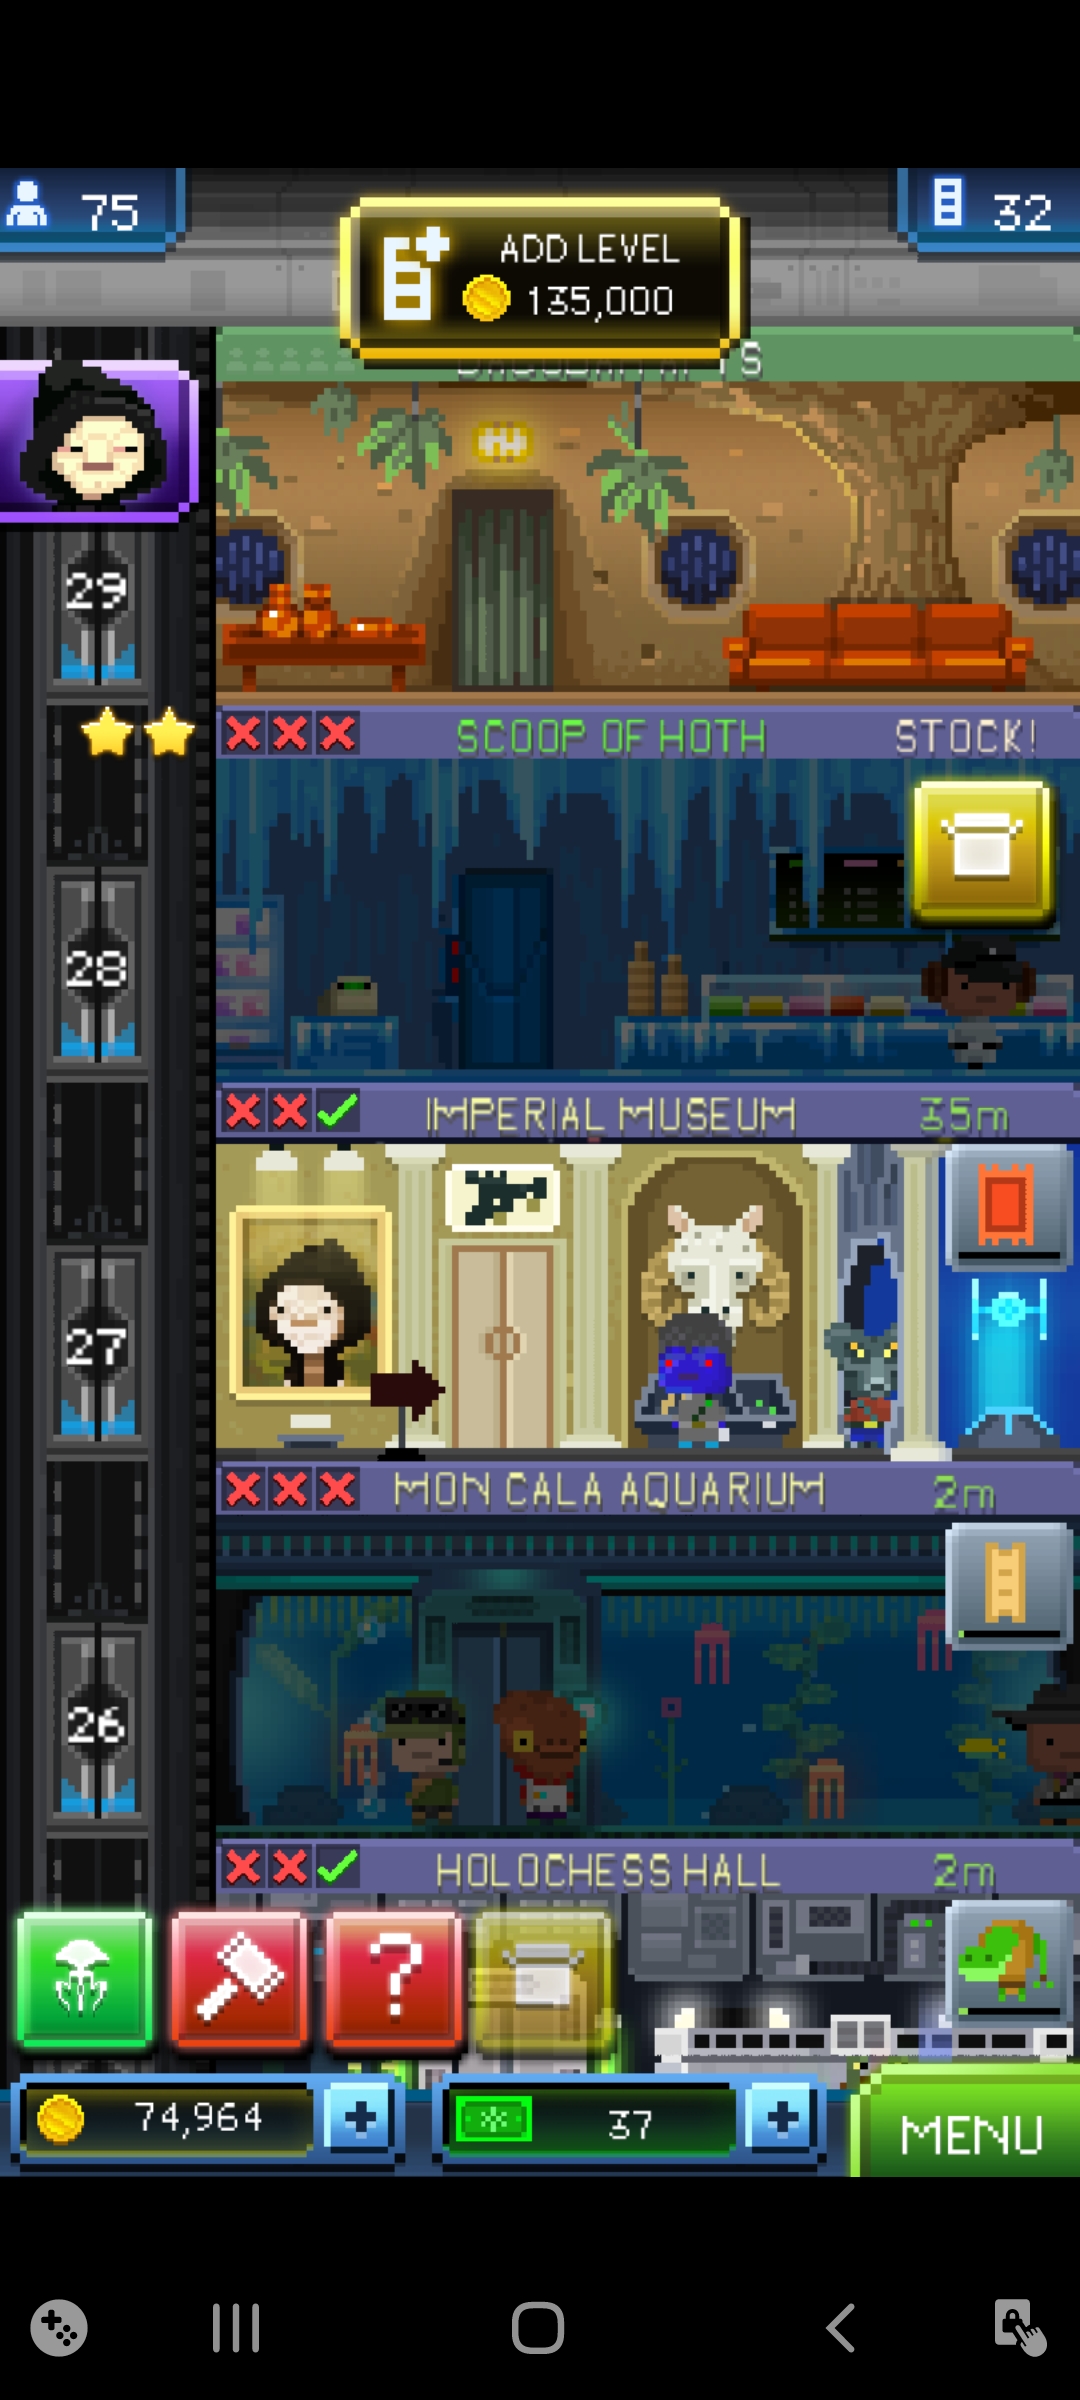 75
ADD LEVEL
135,000
32
29
SCOOP OF HOTH
STOCK!
28
IMPERIAL MUSEUM
35m
27
MON CALA AQUARIUM
2m
26
HOLOCHESS HALL
2m
?
74,964
+
37
+
MENU